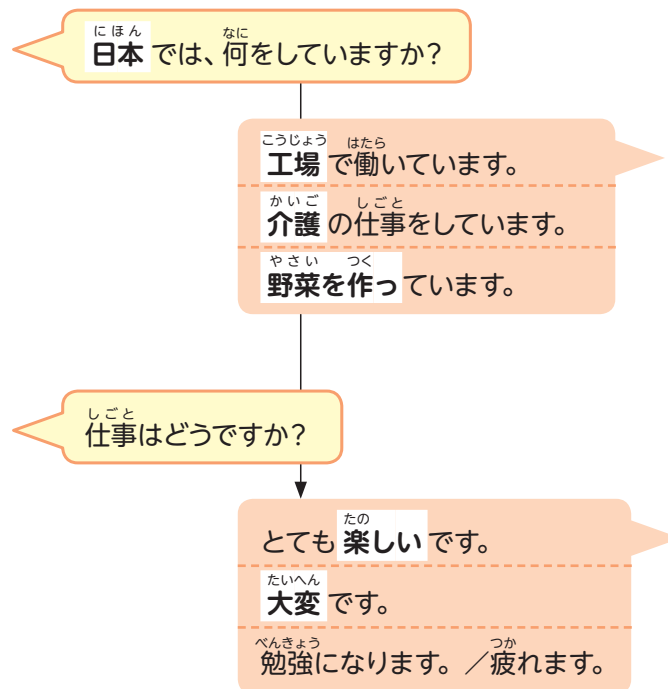 日本では、何をしていますか？
工場で働いています。
介護の仕事をしています。
野菜を作っています。
仕事はどうですか？
とても楽しいです。
大変です。
勉強になります。／疲れます。